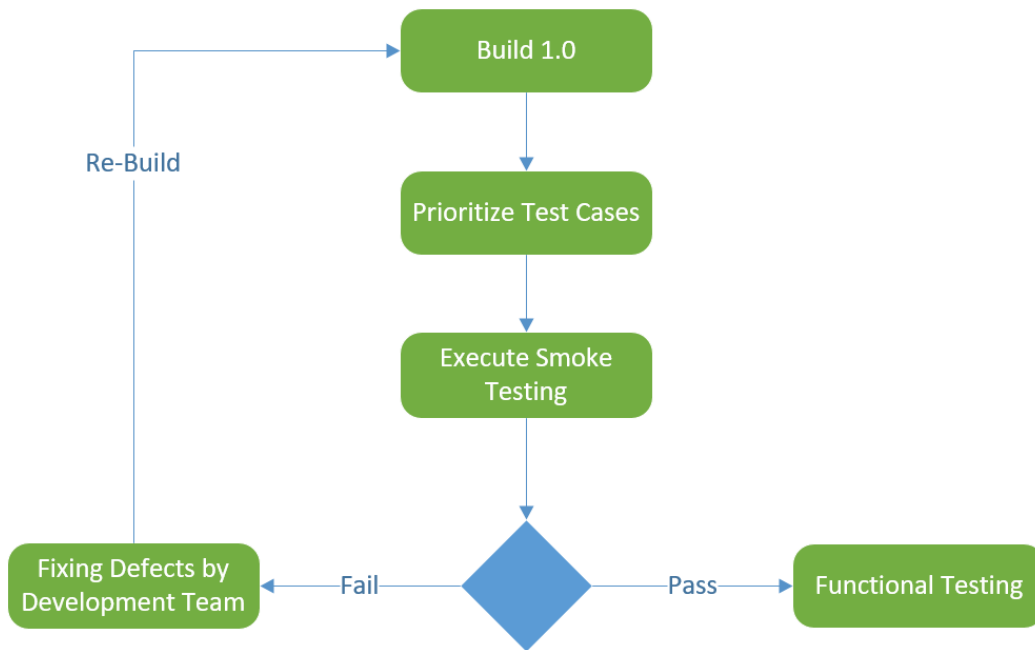 Build 1.0
Re-Build
Prioritize Test Cases
Execute Smoke
Testing
Fixing Defects by
Development Team
Fail
Pass
Functional Testing